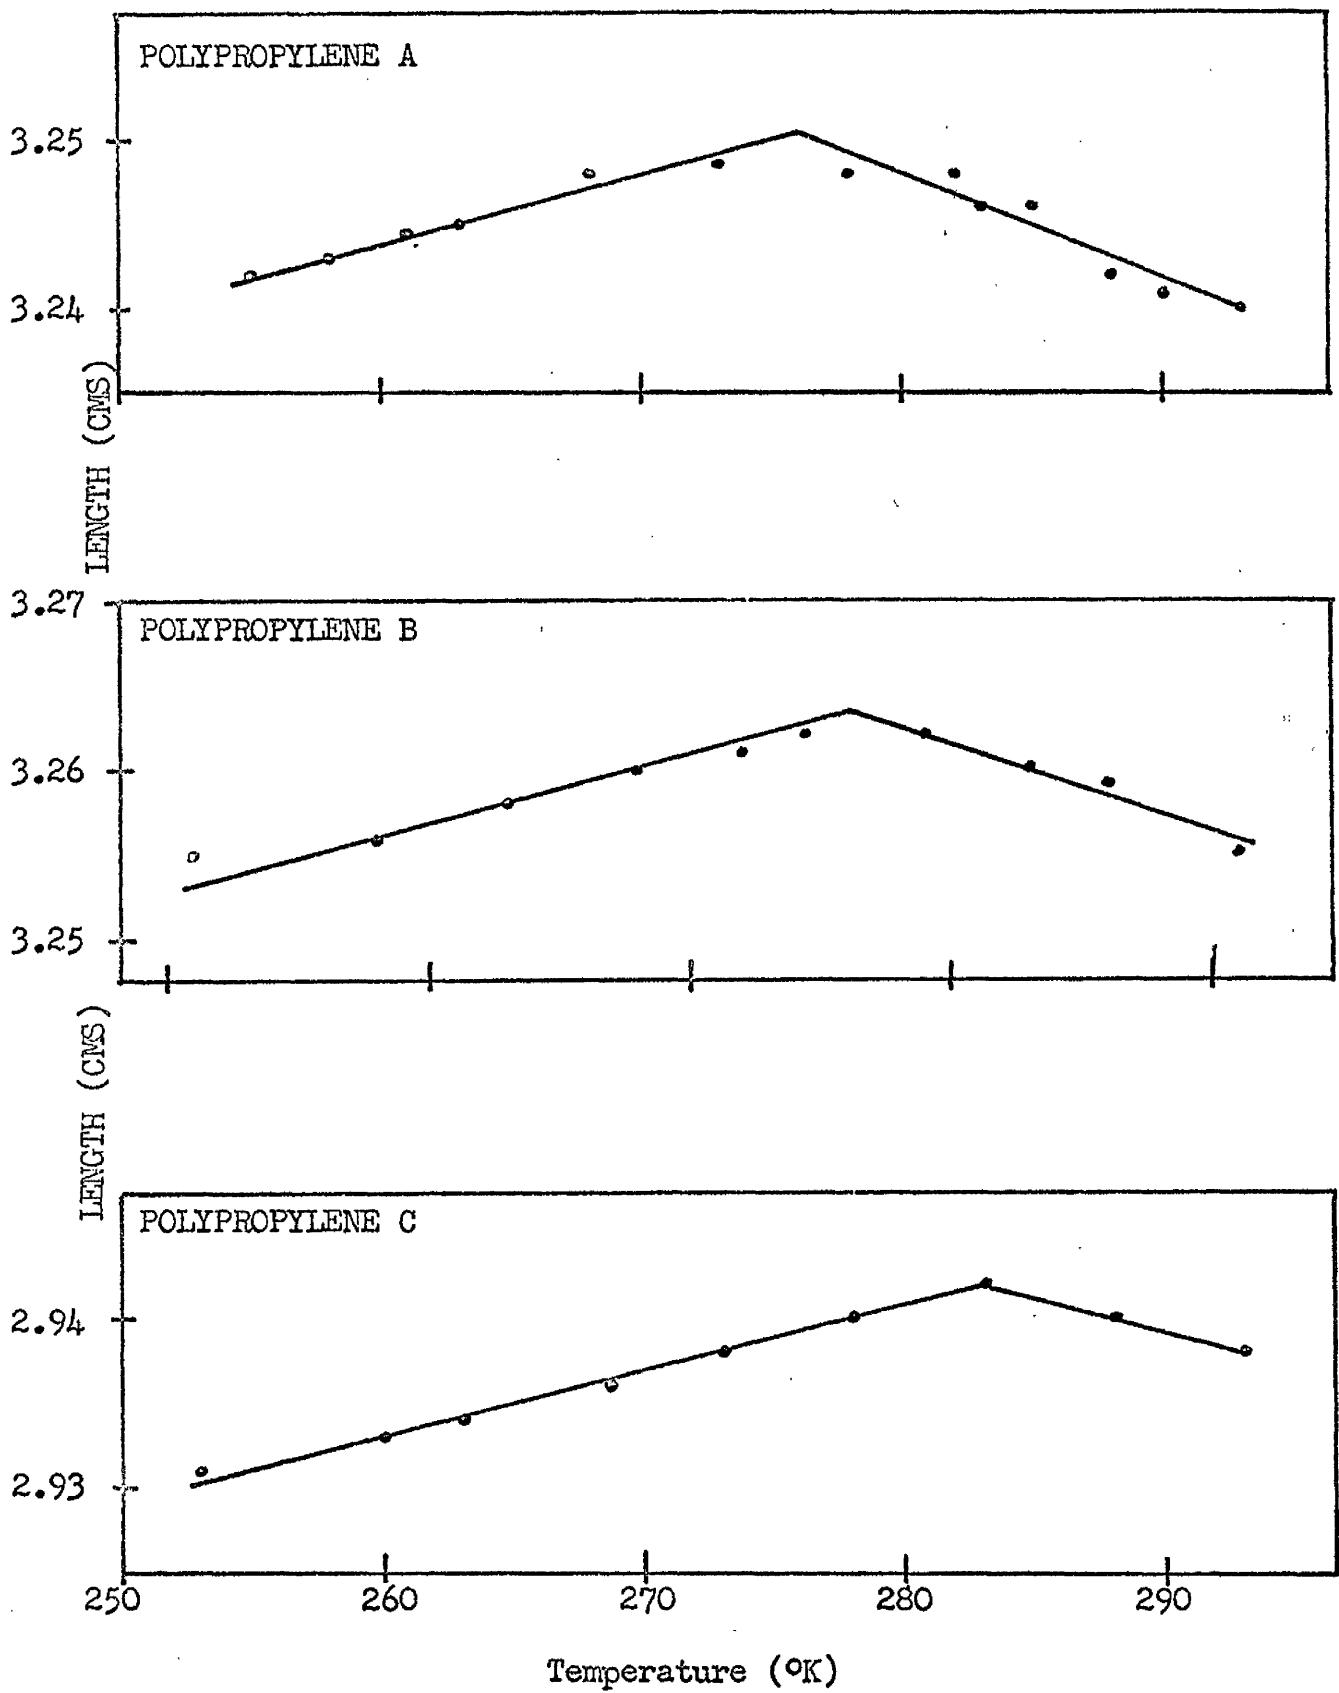 POLYPROPYLENE A
3.25
3.24
LENGTH (CMS)
3.27
POLYPROPYLENE B
3.26
3.25
LENGTH (CMS)
POLYPROPYLENE C
2.94
2.93
250 260 270 280 290
Temperature (°K)